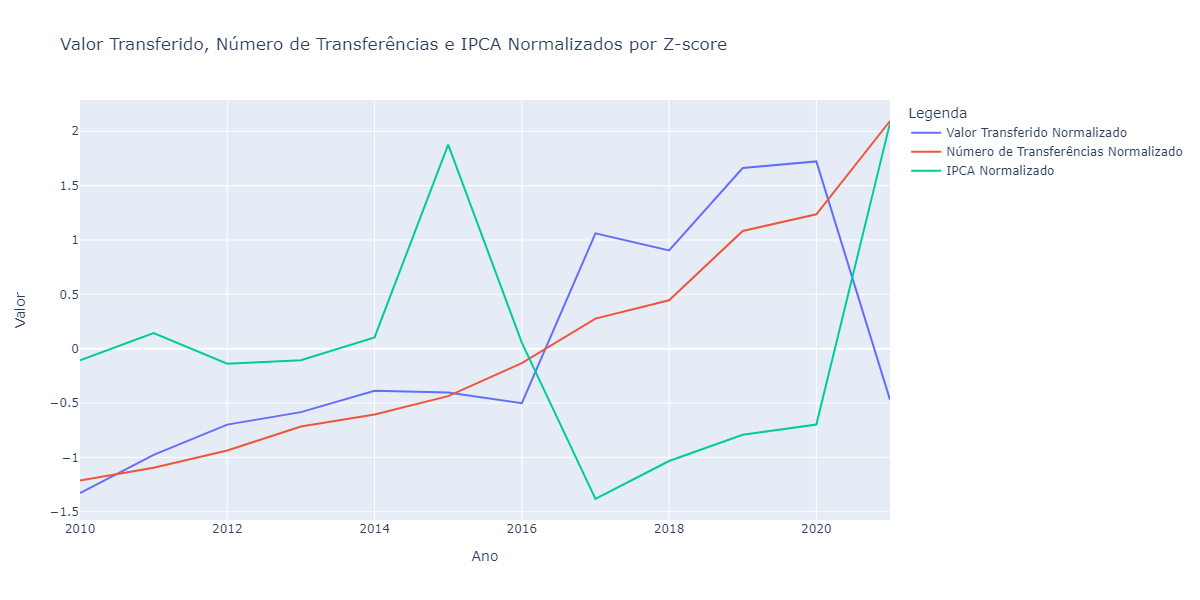 Valor Transferido, Número de Transferências e IPCA Normalizados por Z-score
Legenda
Valor Transferido Normalizado
Número de Transferências Normalizado
IPCA Normalizado
Valor
2
1.5
1
0.5
0
−0.5
−1
−1.5
2010 2012 2014 2016 2018 2020
Ano